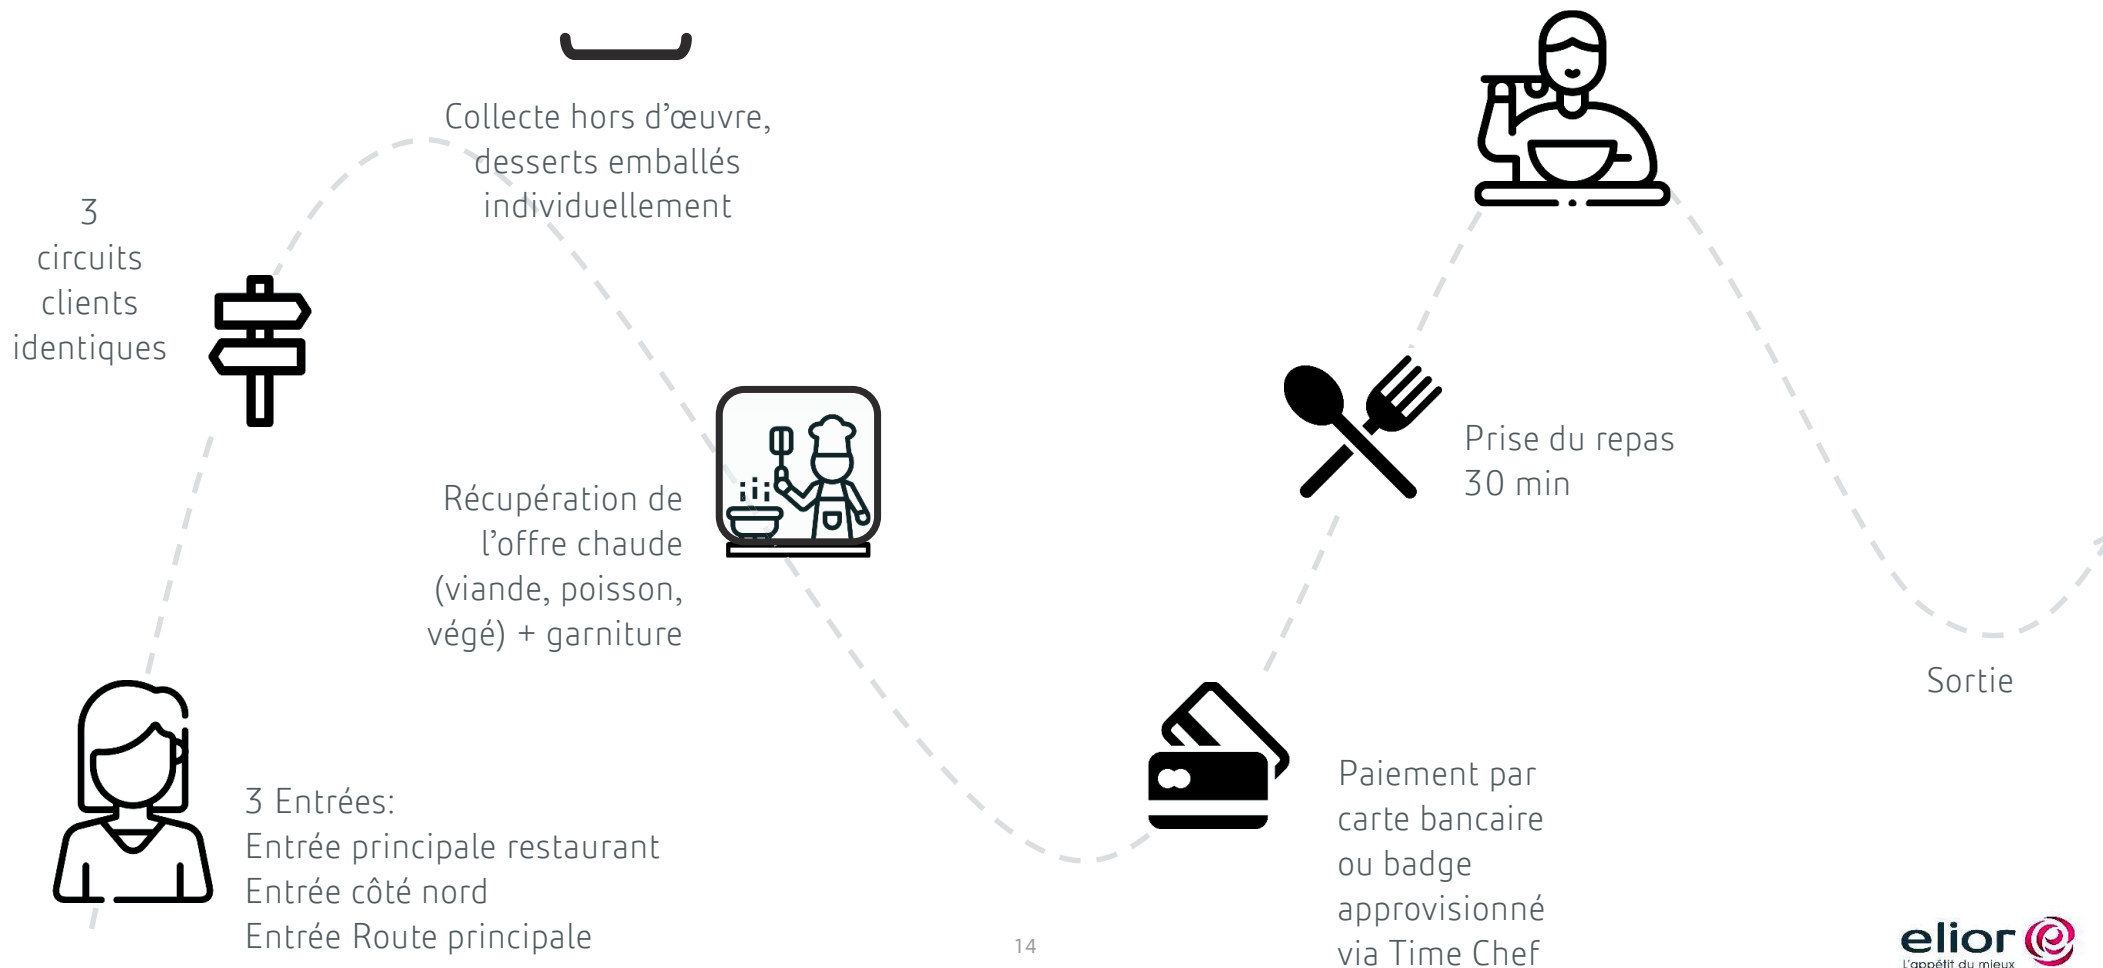 3
circuits
clients
identiques
Collecte hors d’œuvre,
desserts emballés
individuellement
Récupération de
l’offre chaude
(viande, poisson,
végé) + garniture
3 Entrées:
Entrée principale restaurant
Entrée côté nord
Entrée Route principale
Prise du repas
30 min
Paiement par
carte bancaire
ou badge
approvisionné
via Time Chef
Sortie
14
elior
L'appétit du mieux